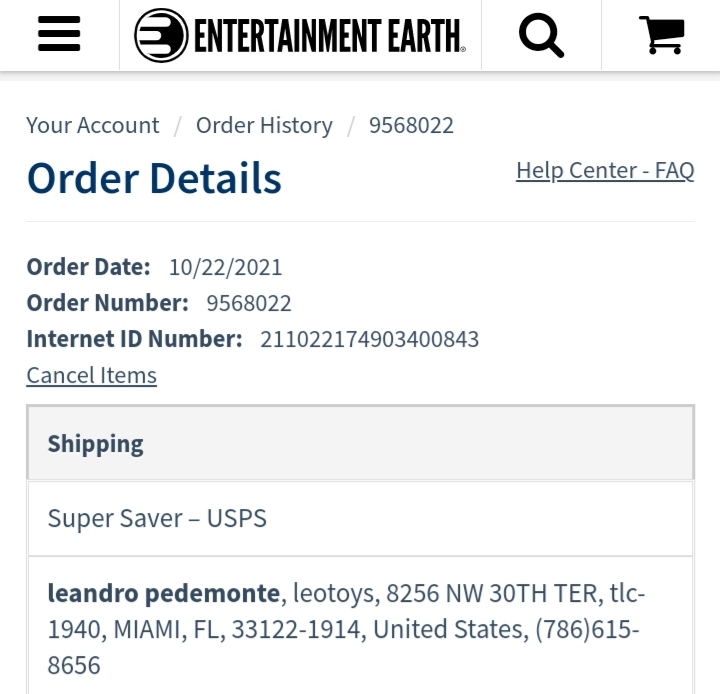 ENTERTAINMENT EARTH®
Your Account / Order History / 9568022
Order Details
Help Center - FAQ
Order Date: 10/22/2021
Order Number: 9568022
Internet ID Number: 211022174903400843
Cancel Items
Shipping
Super Saver – USPS
leandro pedemonte, leotoys, 8256 NW 30TH TER, tlc-
1940, MIAMI, FL, 33122-1914, United States, (786)615-
8656